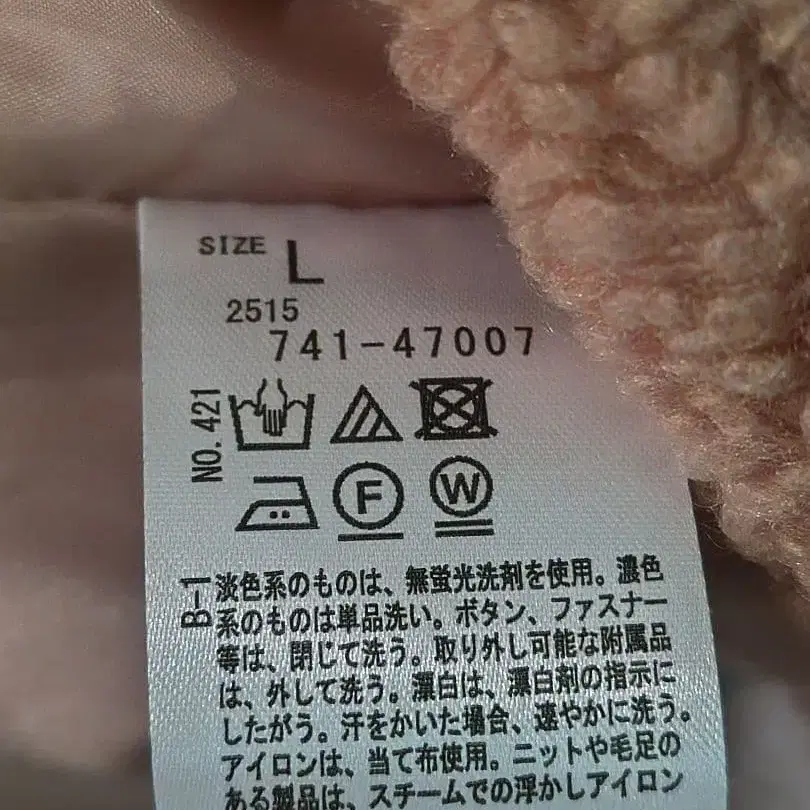 SIZE L
2515
741-47007
NO. 421
F
W
B-1
淡色系のものは、無蛍光洗剤を使用。濃色
系のものは単品洗い。ボタン、ファスナー
等は、閉じて洗う。取り外し可能な附属品
は、外して洗う。漂白は、漂白剤の指示に
したがう。汗をかいた場合、速やかに洗う。
アイロンは、当て布使用。ニットや毛足の
ある製品は、スチームでの浮かしアイロン